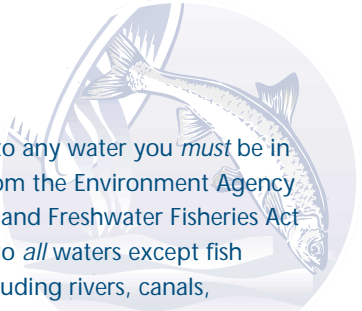 to any water you must be in
om the Environment Agency
and Freshwater Fisheries Act
o all waters except fish
uding rivers, canals,